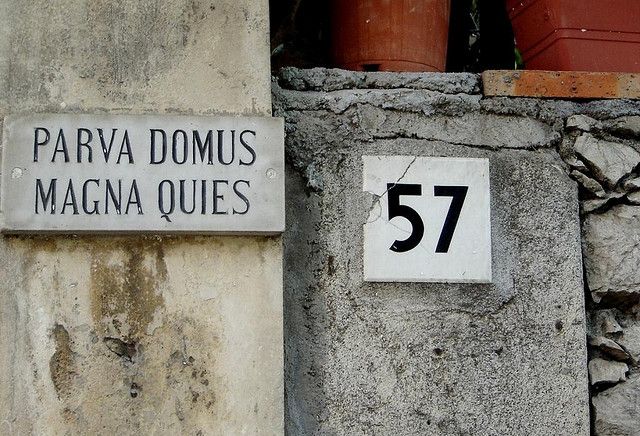 PARVA DOMUS
MAGNA QUIES
57